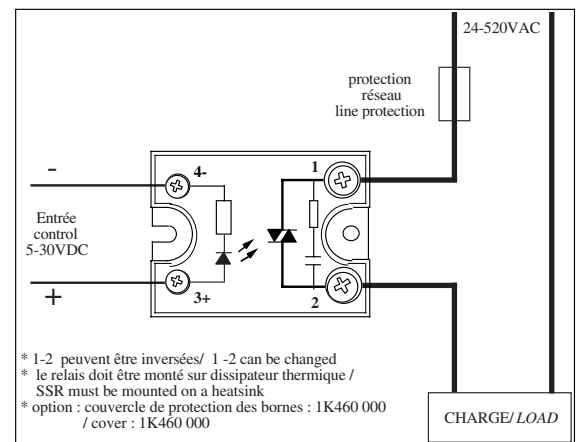 24-520VAC
protection
réseau
line protection
-
4-
1
Entrée
control
5-30VDC
+
3+
2
* 1-2 peuvent être inversées/ 1 -2 can be changed
* le relais doit être monté sur dissipateur thermique /
SSR must be mounted on a heatsink
* option : couvercle de protection des bornes : 1K460 000
/ cover : 1K460 000
CHARGE/ LOAD